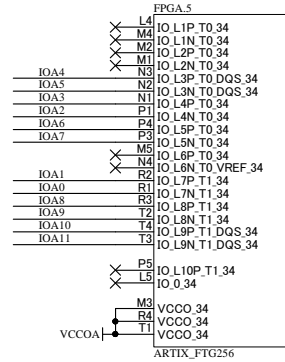 FPGA.5
L4 IO_L1P_T0_34
M4 IO_L1N_T0_34
M2 IO_L2P_T0_34
M1 IO_L2N_T0_34
IOA4 N3 IO_L3P_T0_DQS_34
IOA5 N2 IO_L3N_T0_DQS_34
IOA3 N1 IO_L4P_T0_34
IOA2 P1 IO_L4N_T0_34
IOA6 P4 IO_L5P_T0_34
IOA7 P3 IO_L5N_T0_34
M5 IO_L6P_T0_34
N4 IO_L6N_T0_VREF_34
IOA1 R2 IO_L7P_T1_34
IOA0 R1 IO_L7N_T1_34
IOA8 R3 IO_L8P_T1_34
IOA9 T2 IO_L8N_T1_34
IOA10 T4 IO_L9P_T1_DQS_34
IOA11 T3 IO_L9N_T1_DQS_34
P5 IO_L10P_T1_34
L5 IO_0_34
M3 VCCO_34
R4 VCCO_34
VCCOA T1 VCCO_34
ARTIX_FTG256